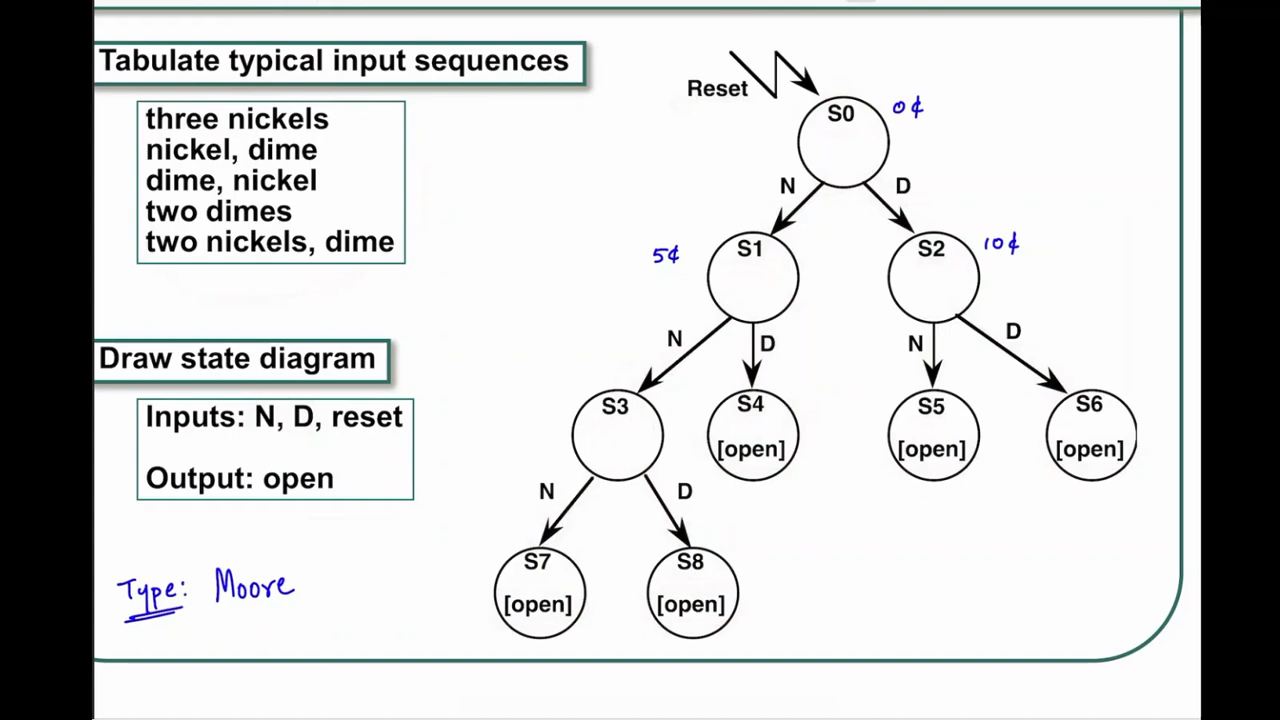 Tabulate typical input sequences
three nickels
nickel, dime
dime, nickel
two dimes
two nickels, dime
Draw state diagram
Inputs: N, D, reset
Output: open
Type: Moore
Reset
S0
0¢
N
D
5¢
S1
S2
10¢
N
D
N
D
S3
S4
[open]
S5
[open]
S6
[open]
N
D
S7
[open]
S8
[open]